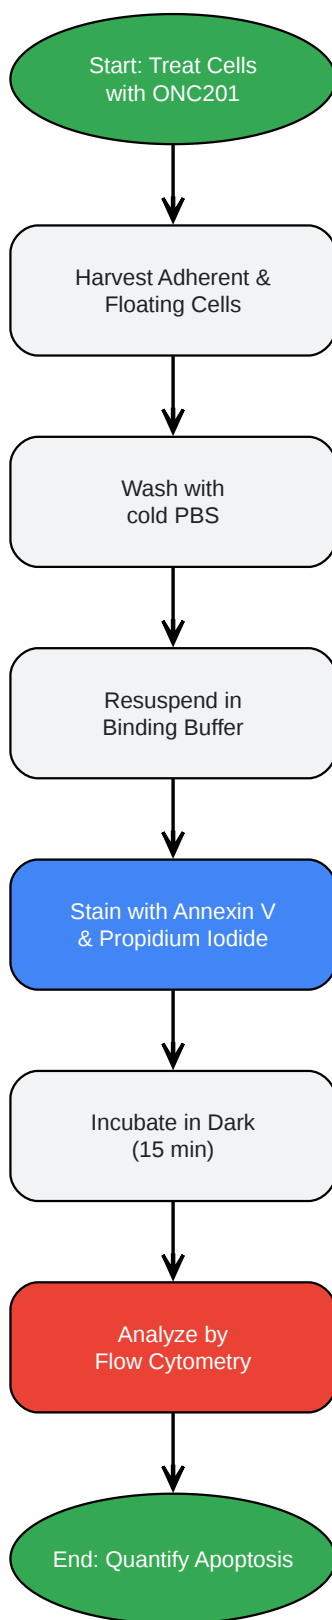 Start: Treat Cells
with ONC201
Harvest Adherent &
Floating Cells
Wash with
cold PBS
Resuspend in
Binding Buffer
Stain with Annexin V
& Propidium Iodide
Incubate in Dark
(15 min)
Analyze by
Flow Cytometry
End: Quantify Apoptosis